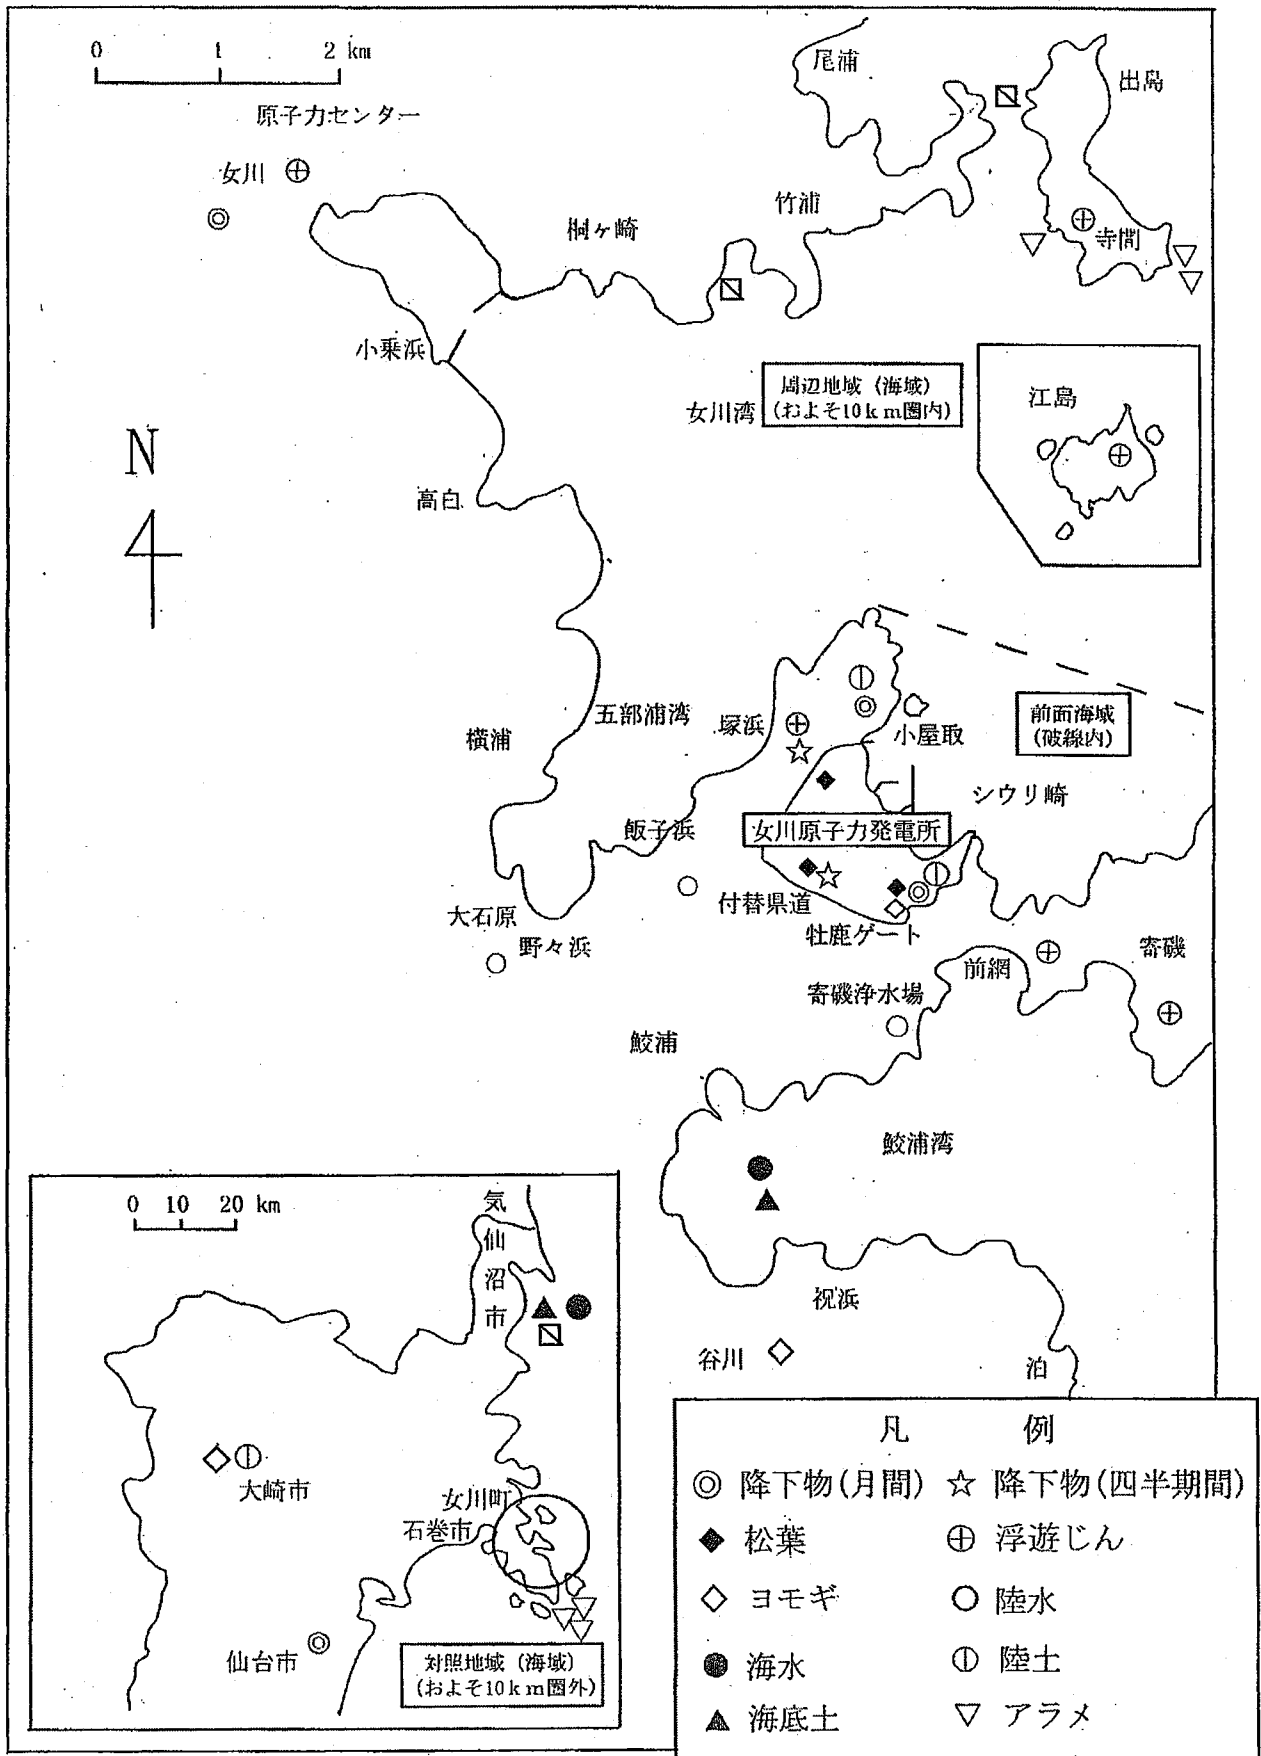 0 1 2 km
原子力センター
女川
尾浦
出島
竹浦
桐ヶ崎
寺間
小乗浜
女川湾
周辺地域（海域）
(およそ10km圏内)
江島
N
高白
五部浦湾
横浦
塚浜
小屋取
前面海域
(破線内)
シウリ崎
飯子浜
女川原子力発電所
付替県道
大石原
野々浜
牡鹿ゲート
前網
寄磯
寄磯浄水場
鮫浦
鮫浦湾
祝浜
谷川
泊
0 10 20 km
気仙沼市
大崎市
女川町
石巻市
仙台市
対照地域（海域）
(およそ10km圏外)
凡 例
◎ 降下物(月間) ☆ 降下物(四半期間)
◆ 松葉 ⊕ 浮遊じん
◇ ヨモギ ○ 陸水
● 海水 ⏀ 陸土
▲ 海底土 ▽ アラメ